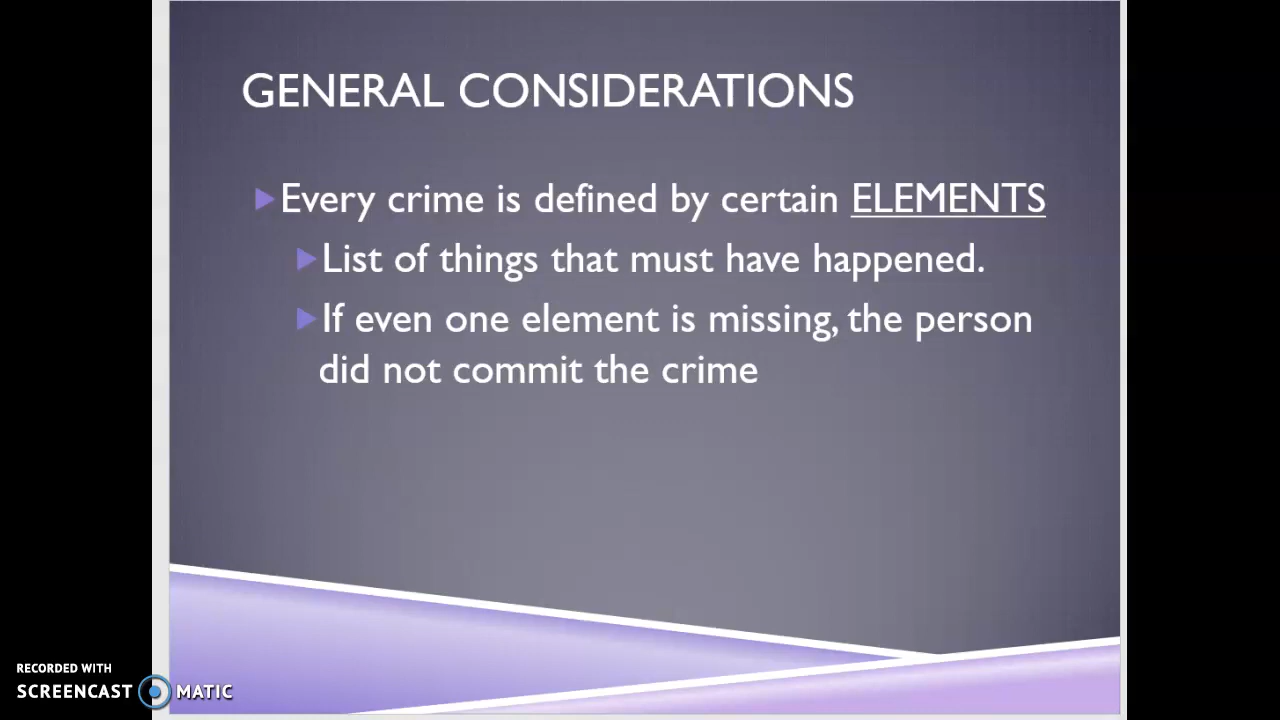 GENERAL CONSIDERATIONS
Every crime is defined by certain ELEMENTS
List of things that must have happened.
If even one element is missing, the person
did not commit the crime
RECORDED WITH
SCREENCAST MATIC